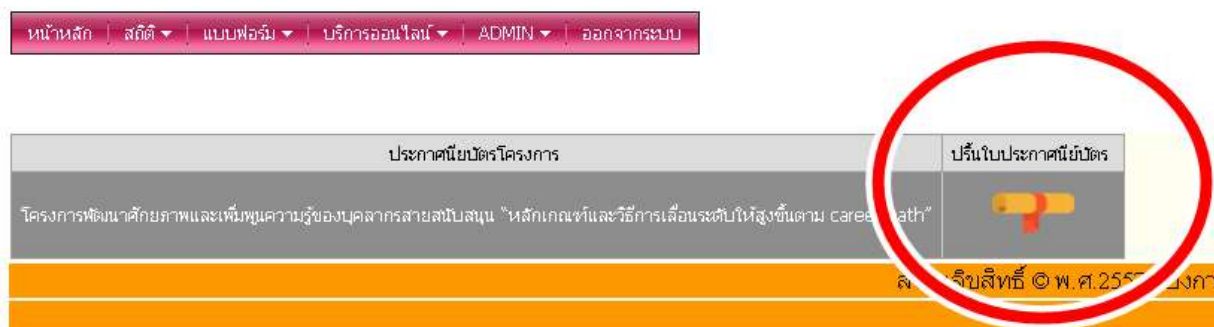 หน้าหลัก | สถิติ | แบบฟอร์ม | บริการออนไลน์ | ADMIN | ออกจากระบบ
ประกาศนียบัตรโครงการ ปริ้นใบประกาศนีย์บัตร
โครงการพัฒนาศักยภาพและเพิ่มพูนความรู้ของบุคลากรสายสนับสนุน "หลักเกณฑ์และวิธีการเลื่อนระดับให้สูงขึ้นตาม
© พ.ศ.